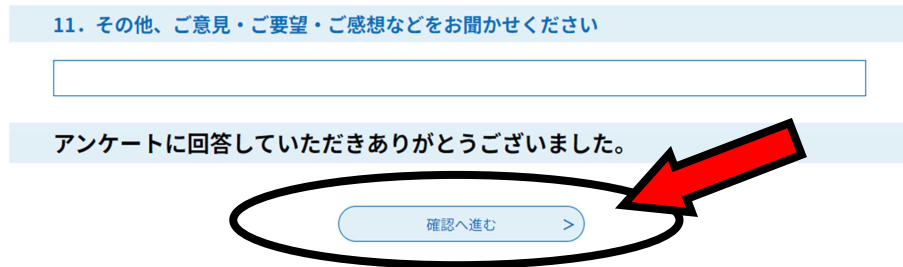 11. その他、ご意見・ご要望・ご感想などをお聞かせください
アンケートに回答していただきありがとうございました。
確認へ進む >